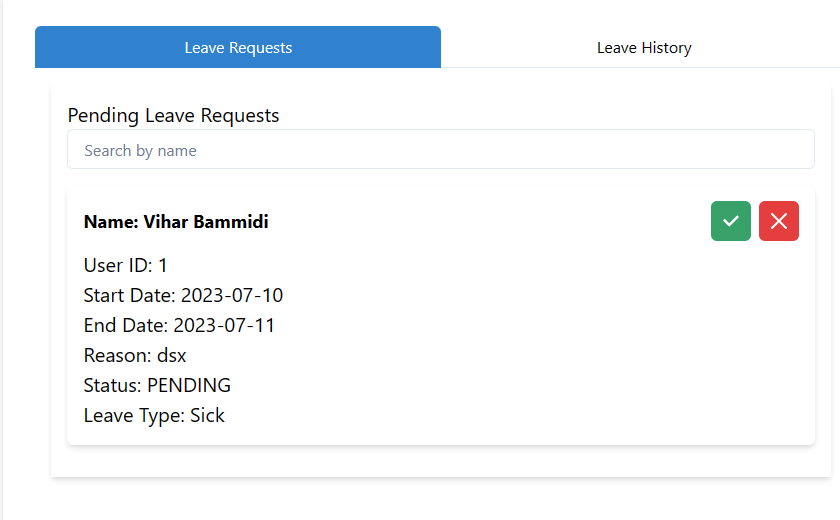 Leave Requests
Leave History
Pending Leave Requests
Search by name
Name: Vihar Bammidi
User ID: 1
Start Date: 2023-07-10
End Date: 2023-07-11
Reason: dsx
Status: PENDING
Leave Type: Sick